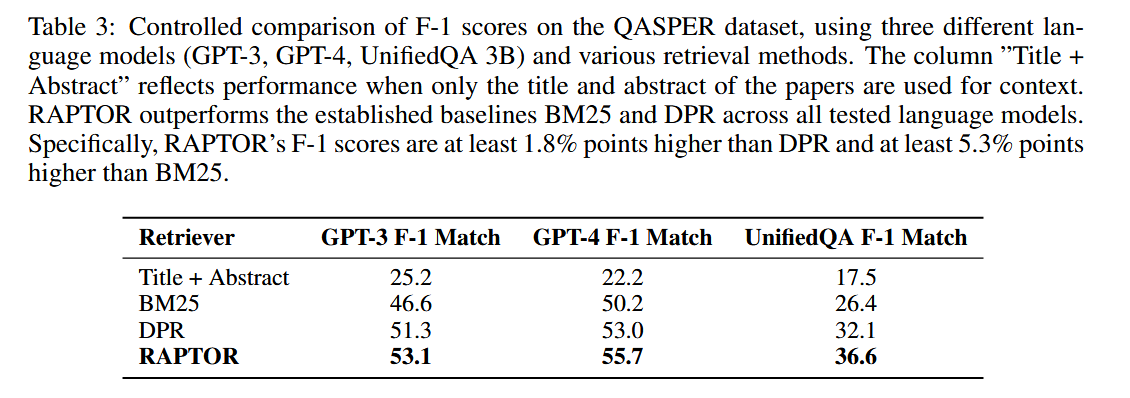 Table 3: Controlled comparison of F-1 scores on the QASPER dataset, using three different lan-
guage models (GPT-3, GPT-4, UnifiedQA 3B) and various retrieval methods. The column ”Title +
Abstract” reflects performance when only the title and abstract of the papers are used for context.
RAPTOR outperforms the established baselines BM25 and DPR across all tested language models.
Specifically, RAPTOR’s F-1 scores are at least 1.8% points higher than DPR and at least 5.3% points
higher than BM25.
Retriever GPT-3 F-1 Match GPT-4 F-1 Match UnifiedQA F-1 Match
Title + Abstract 25.2 22.2 17.5
BM25 46.6 50.2 26.4
DPR 51.3 53.0 32.1
RAPTOR 53.1 55.7 36.6